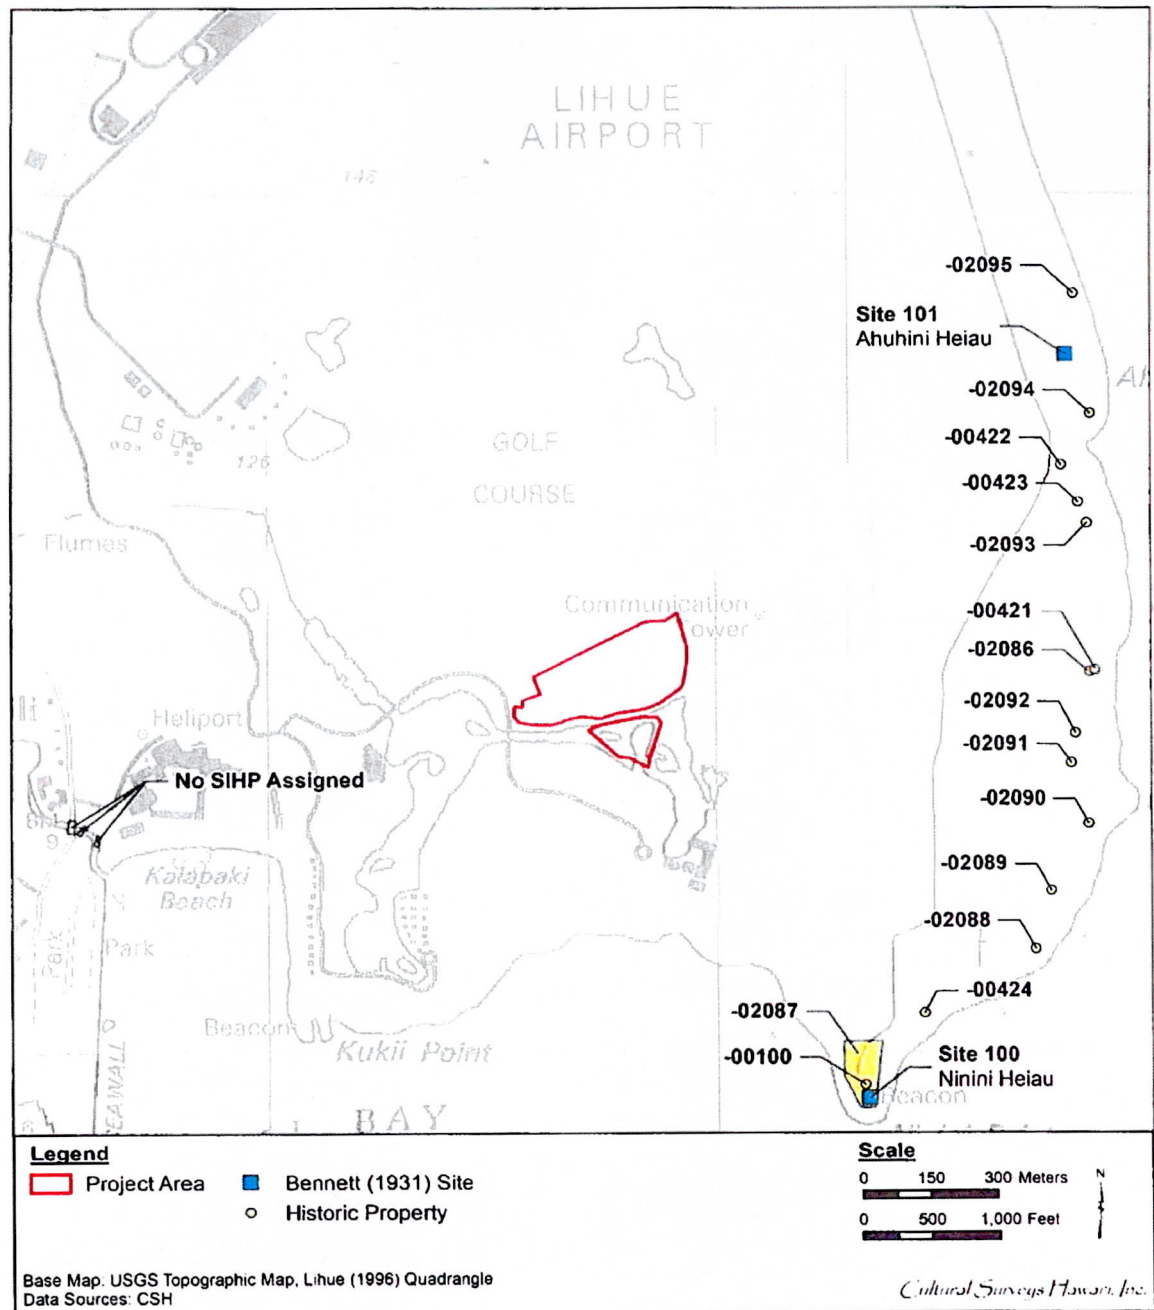 LIHUE
AIRPORT
146
-02095
Site 101
Ahuhini Heiau
-02094
-00422
-00423
-02093
GOLF
COURSE
126
Flumes
Communication
Tower
-00421
-02086
-02092
-02091
-02090
-02089
-02088
-00424
Heliport
No SIHP Assigned
9
Kalapaki
Beach
Park
Park
-02087
-00100
Site 100
Ninini Heiau
Beacon
Beacon
Kukii Point
BAY
Legend
Project Area
Bennett (1931) Site
Historic Property
Scale
0 150 300 Meters
0 500 1,000 Feet
N
Base Map: USGS Topographic Map, Lihue (1996) Quadrangle
Data Sources: CSH
Cultural Surveys Hawai'i, Inc.